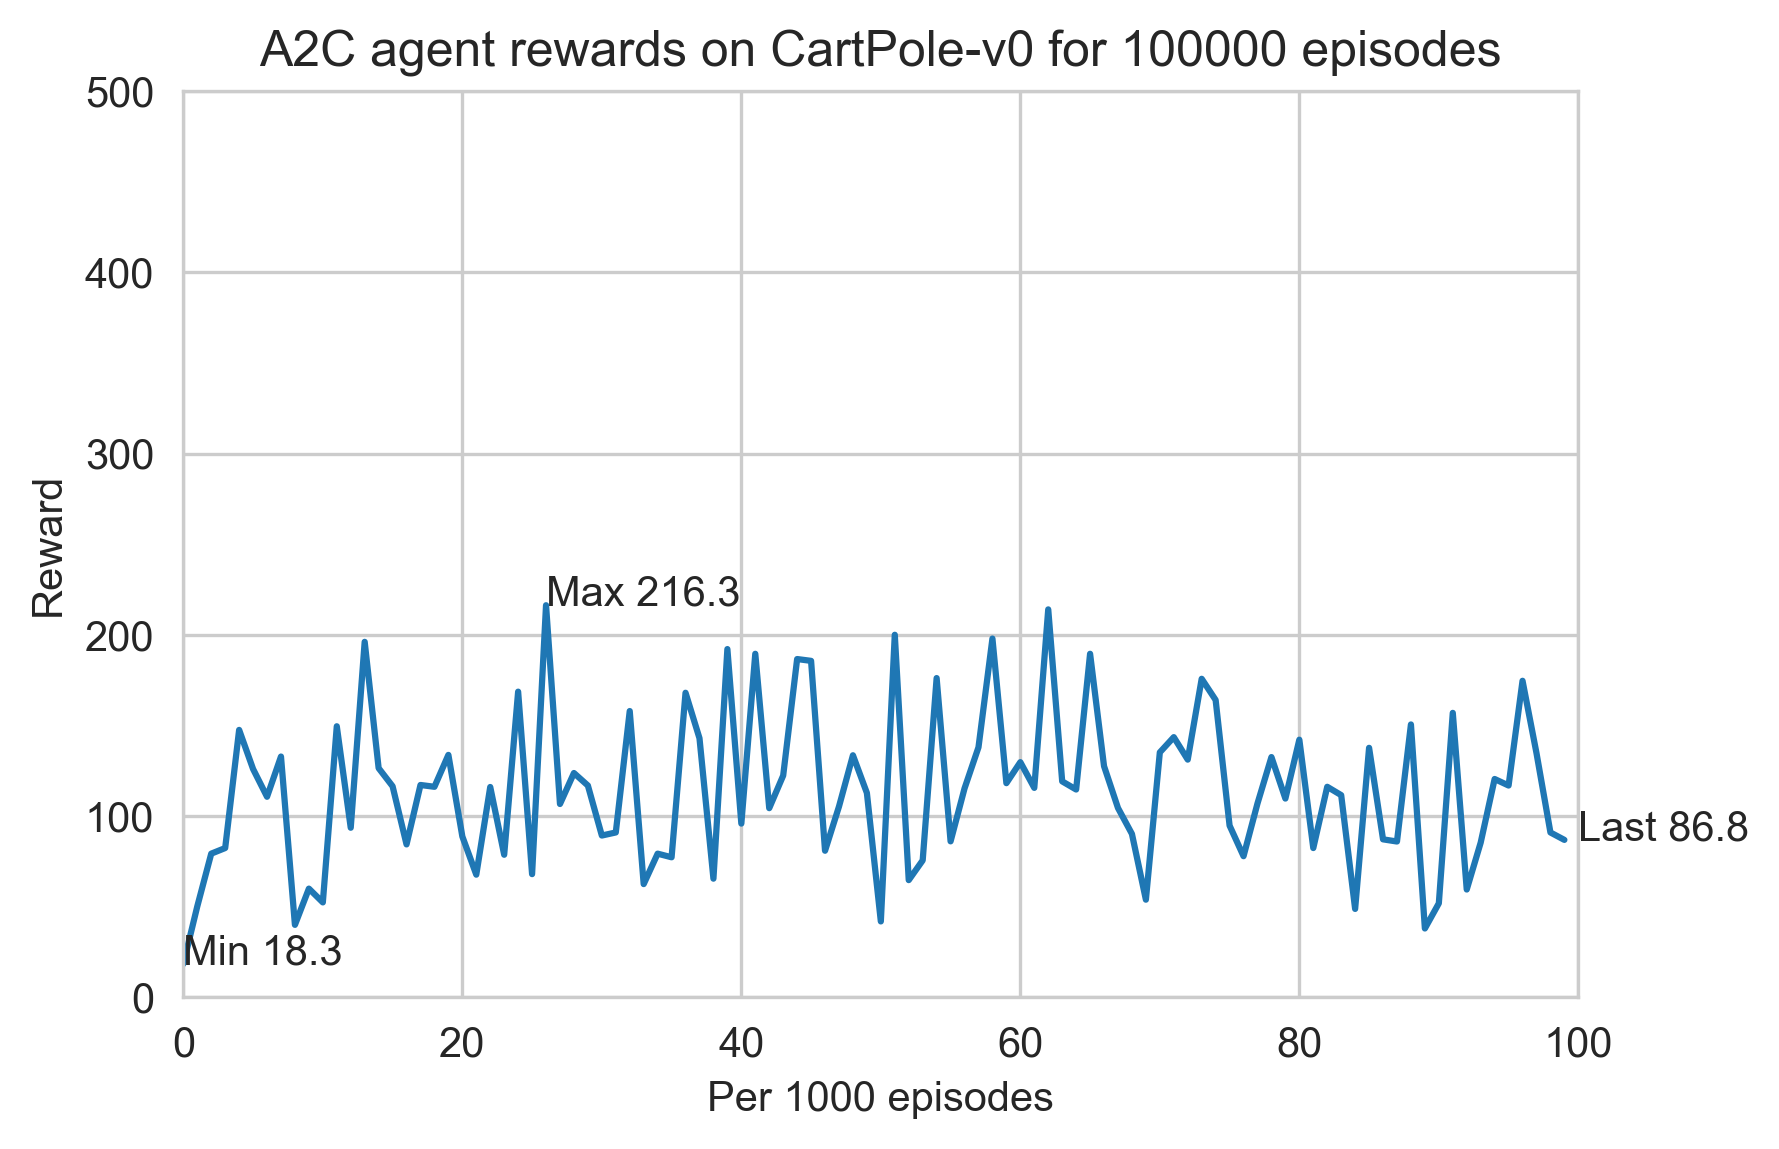 A2C agent rewards on CartPole-v0 for 100000 episodes
500
400
300
200
100
0
Reward
Max 216.3
Min 18.3
Last 86.8
0 20 40 60 80 100
Per 1000 episodes